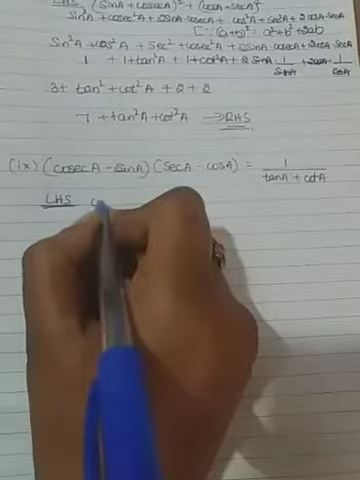 LHS (SinA + cosecA)² + (cosA + SecA)²
Sin²A + cosec²A + 2SinA·cosecA + cos²A + sec²A + 2cosA·SecA
[∵ (a+b)² = a²+b²+2ab]
Sin²A + cos²A + Sec²A + cosec²A + 2SinA·cosecA + 2cosA·SecA
1 + 1 + tan²A + 1 + cot²A + 2 SinA · 1/SinA + 2cosA · 1/cosA
3 + tan²A + cot²A + 2 + 2
7 + tan²A + cot²A → RHS
(ix) (cosecA - SinA) (SecA - cosA) = 1/(tanA + cotA)
LHS